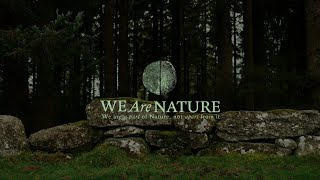 WE Are NATURE
We are a part of Nature, not apart from it